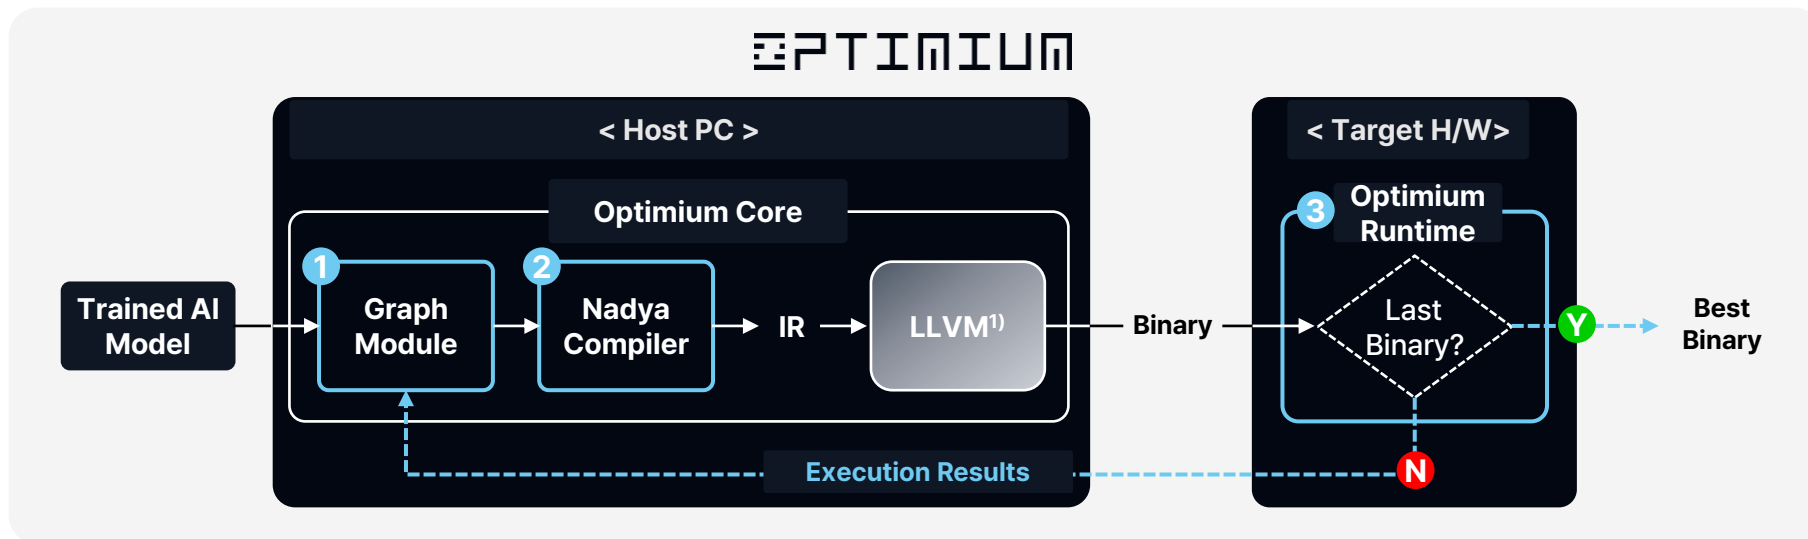 OPTIMIUM
< Host PC >
< Target H/W>
Optimium Core
3
Optimium
Runtime
1
2
Trained AI
Model
Graph
Module
Nadya
Compiler
IR
LLVM1)
Binary
Last
Binary?
Y
Best
Binary
Execution Results
N